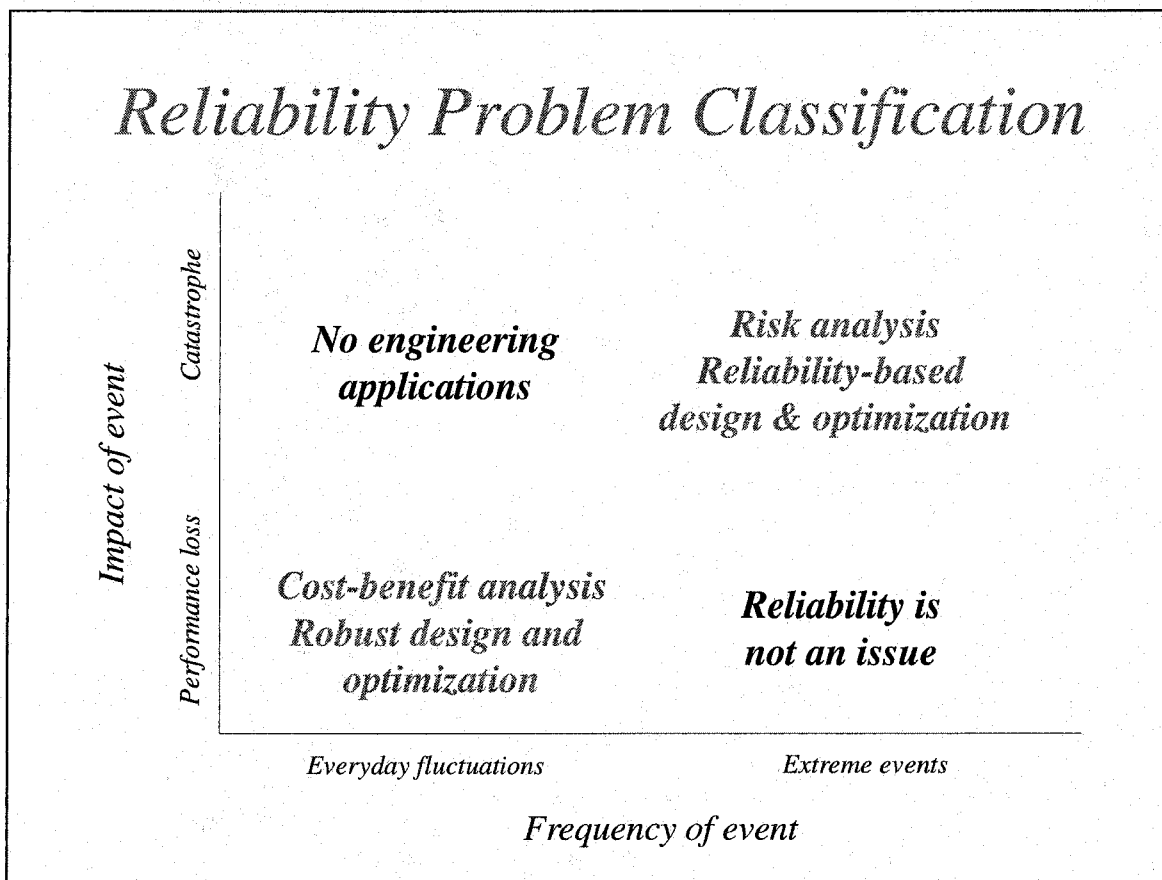 Reliability Problem Classification
Impact of event
Catastrophe
Performance loss
No engineering
applications
Risk analysis
Reliability-based
design & optimization
Cost-benefit analysis
Robust design and
optimization
Reliability is
not an issue
Everyday fluctuations
Extreme events
Frequency of event